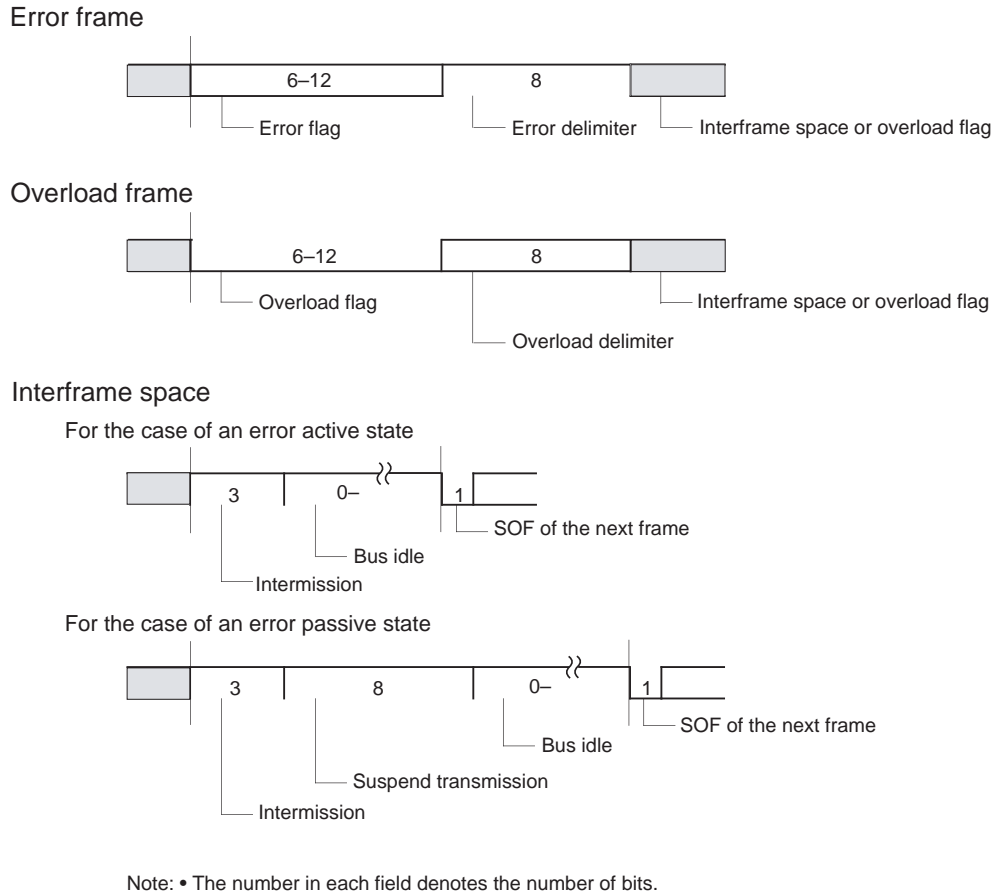 Error frame
6–12
8
Error flag
Error delimiter
Interframe space or overload flag
Overload frame
6–12
8
Overload flag
Interframe space or overload flag
Overload delimiter
Interframe space
For the case of an error active state
3
0–
1
SOF of the next frame
Bus idle
Intermission
For the case of an error passive state
3
8
0–
1
SOF of the next frame
Bus idle
Suspend transmission
Intermission
Note: • The number in each field denotes the number of bits.